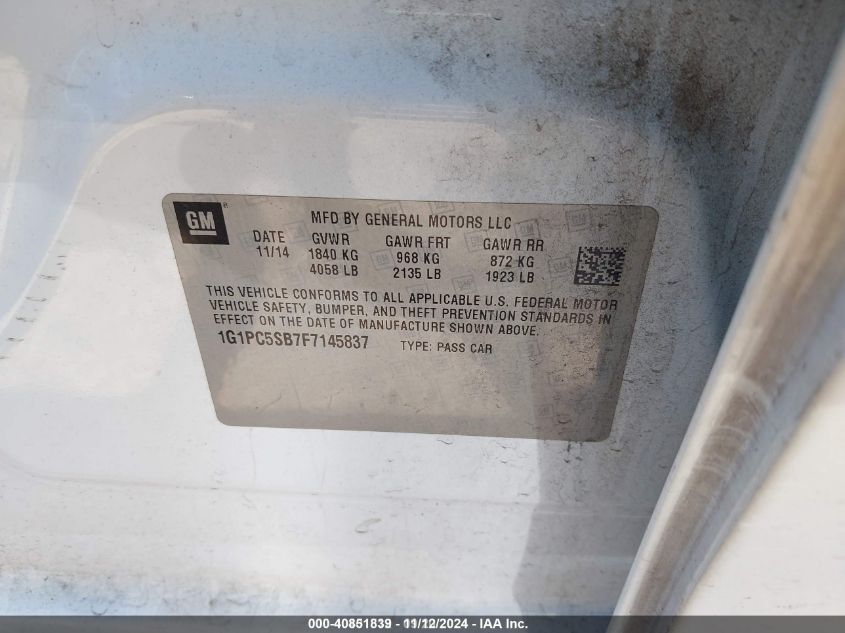 GM ®
MFD BY GENERAL MOTORS LLC
DATE GVWR GAWR FRT GAWR RR
11/14 1840 KG 968 KG 872 KG
4058 LB 2135 LB 1923 LB
THIS VEHICLE CONFORMS TO ALL APPLICABLE U.S. FEDERAL MOTOR
VEHICLE SAFETY, BUMPER, AND THEFT PREVENTION STANDARDS IN
EFFECT ON THE DATE OF MANUFACTURE SHOWN ABOVE.
1G1PC5SB7F7145837 TYPE: PASS CAR
000-40851839 - 11/12/2024 - IAA Inc.